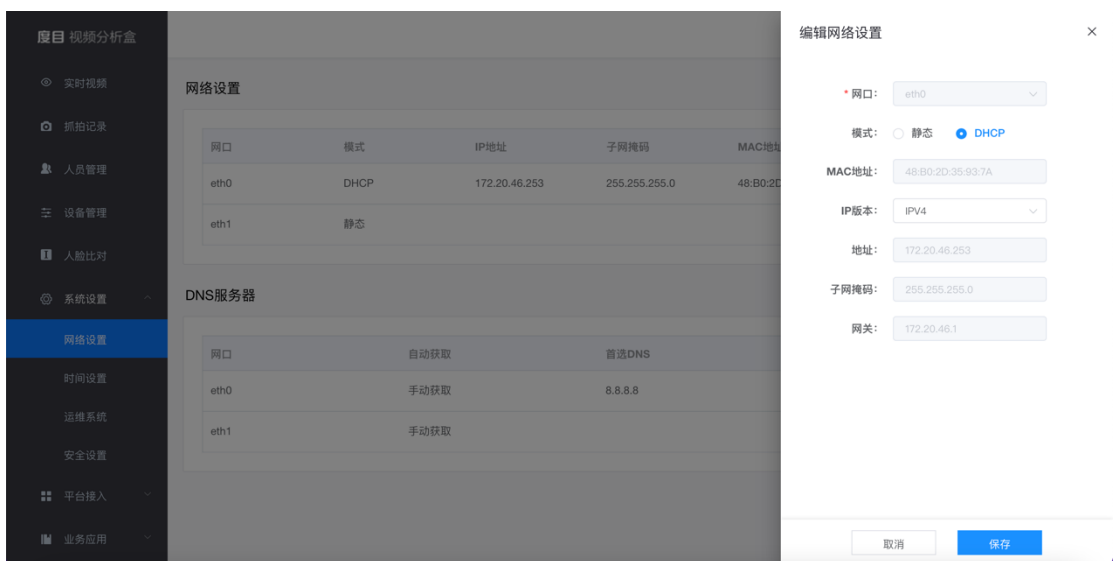 度目 视频分析盒
实时视频
抓拍记录
人员管理
设备管理
人脸比对
系统设置
网络设置
时间设置
运维系统
安全设置
平台接入
业务应用
网络设置
网口 模式 IP地址 子网掩码 MAC地址
eth0 DHCP 172.20.46.253 255.255.255.0 48:B0:2D
eth1 静态
DNS服务器
网口 自动获取 首选DNS
eth0 手动获取 8.8.8.8
eth1 手动获取
编辑网络设置
* 网口: eth0
模式: 静态 DHCP
MAC地址: 48:B0:2D:35:93:7A
IP版本: IPV4
地址: 172.20.46.253
子网掩码: 255.255.255.0
网关: 172.20.46.1
取消 保存